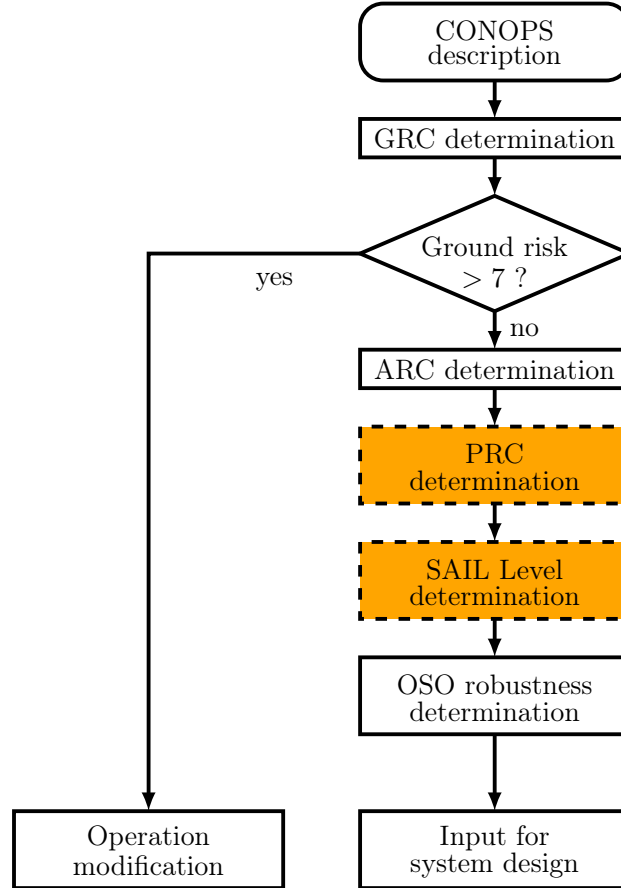 CONOPS
description
GRC determination
Ground risk
> 7 ?
yes
no
ARC determination
PRC
determination
SAIL Level
determination
OSO robustness
determination
Operation
modification
Input for
system design